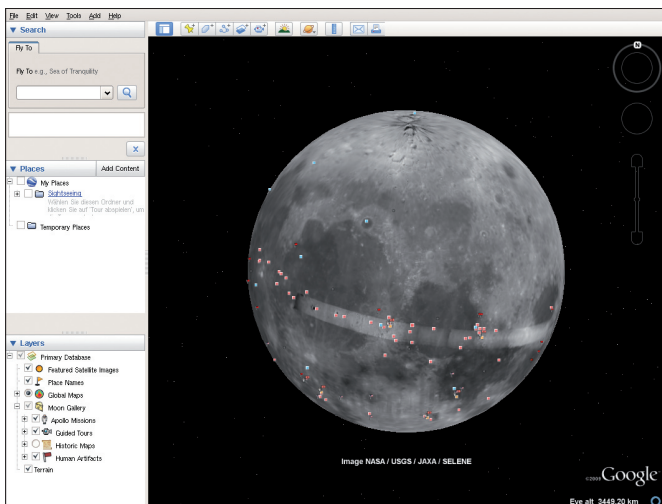 File Edit View Tools Add Help
Search
Fly To
Fly To e.g., Sea of Tranquility
Places
Add Content
My Places
Sightseeing
Wählen Sie diesen Ordner und
klicken Sie auf 'Tour abspielen', um
Temporary Places
Layers
Primary Database
Featured Satellite Images
Place Names
Global Maps
Moon Gallery
Apollo Missions
Guided Tours
Historic Maps
Human Artifacts
Terrain
N
Image NASA / USGS / JAXA / SELENE
©2009 Google
Eye alt 3449.20 km